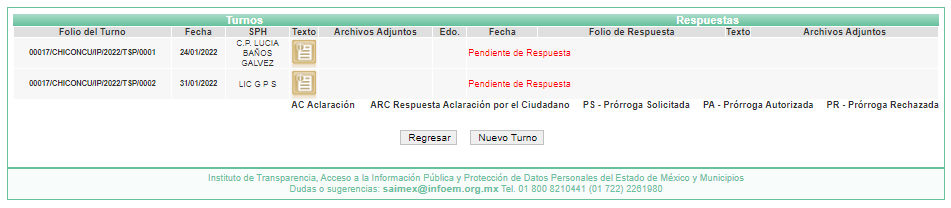 Turnos Respuestas
Folio del Turno Fecha SPH Texto Archivos Adjuntos Edo. Fecha Folio de Respuesta Texto Archivos Adjuntos
00017/CHICONCU/IP/2022/TSP/0001 24/01/2022 C.P. LUCIA BAÑOS GALVEZ Pendiente de Respuesta
00017/CHICONCU/IP/2022/TSP/0002 31/01/2022 LIC G P S Pendiente de Respuesta
AC Aclaración ARC Respuesta Aclaración por el Ciudadano PS - Prórroga Solicitada PA - Prórroga Autorizada PR - Prórroga Rechazada
Regresar Nuevo Turno
Instituto de Transparencia, Acceso a la Información Pública y Protección de Datos Personales del Estado de México y Municipios
Dudas o sugerencias: saimex@infoem.org.mx Tel. 01 800 8210441 (01 722) 2261980